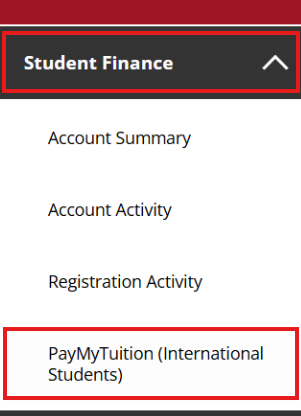 Student Finance
Account Summary
Account Activity
Registration Activity
PayMyTuition (International
Students)